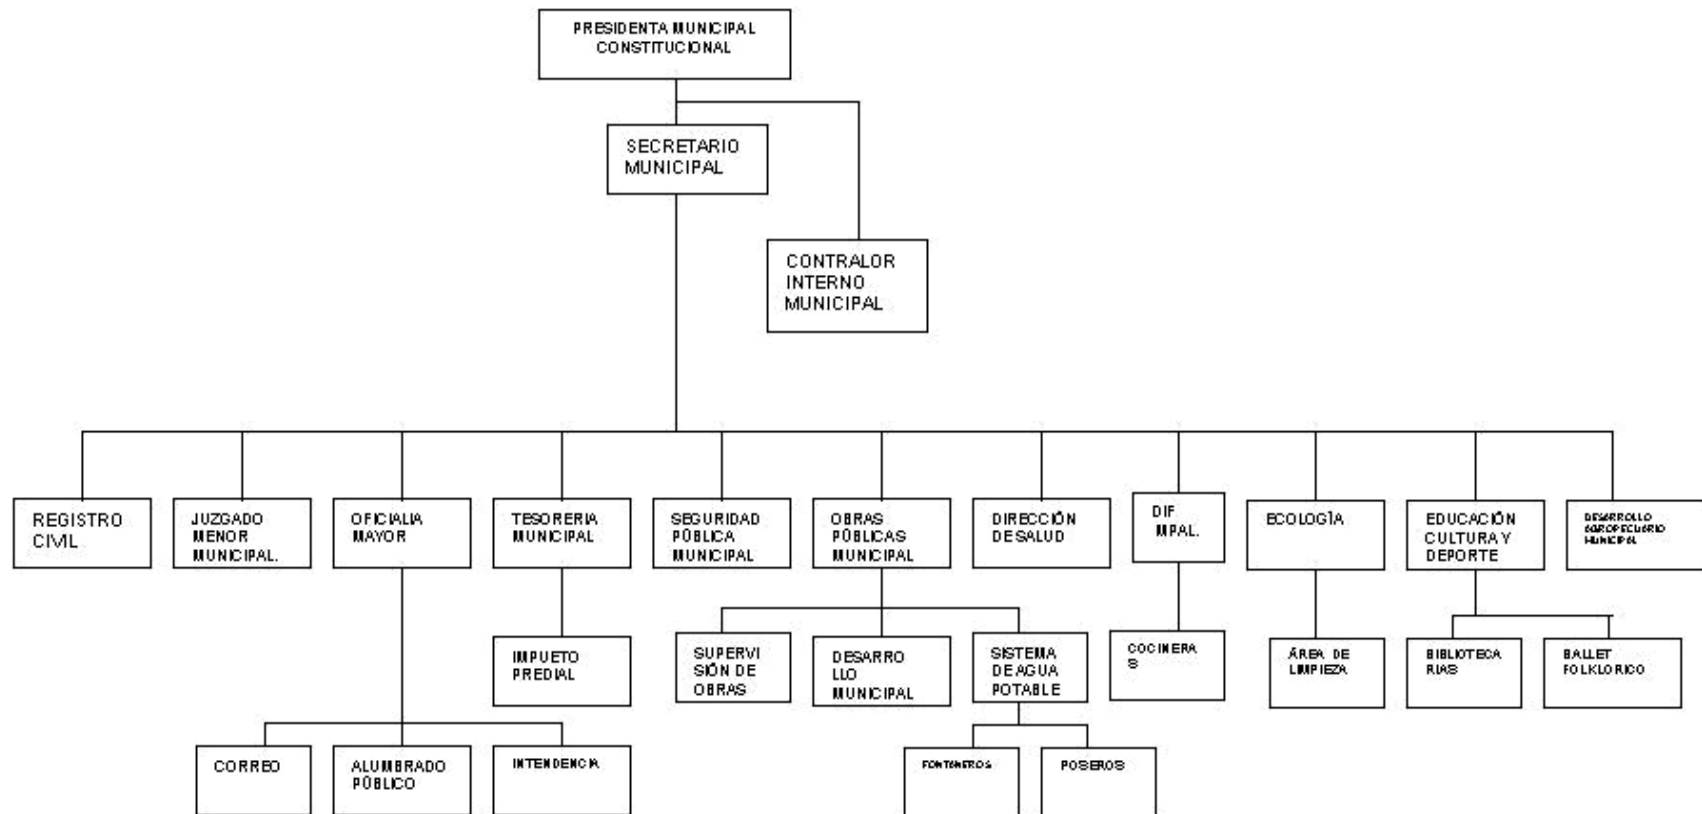 PRESIDENTA MUNICIPAL
CONSTITUCIONAL
SECRETARIO
MUNICIPAL
CONTRALOR
INTERNO
MUNICIPAL
REGISTRO
CIVIL
JUZGADO
MENOR
MUNICIPAL.
OFICIALIA
MAYOR
TESORERIA
MUNICIPAL
SEGURIDAD
PÚBLICA
MUNICIPAL
OBRAS
PÚBLICAS
MUNICIPAL
DIRECCIÓN
DE SALUD
DIF
MPAL.
ECOLOGÌA
EDUCACIÓN
CULTURA Y
DEPORTE
DESARROLLO
AGROPECUARIO
MUNICIPAL
IMPUETO
PREDIAL
SUPERVI
SIÓN DE
OBRAS
DESARRO
LLO
MUNICIPAL
SISTEMA
DE AGUA
POTABLE
COCINERA
S
ÁREA DE
LIMPIEZA
BIBLIOTECA
RIAS
BALLET
FOLKLORICO
CORREO
ALUMBRADO
PÚBLICO
INTENDENCIA
FONTANEROS
POSEROS